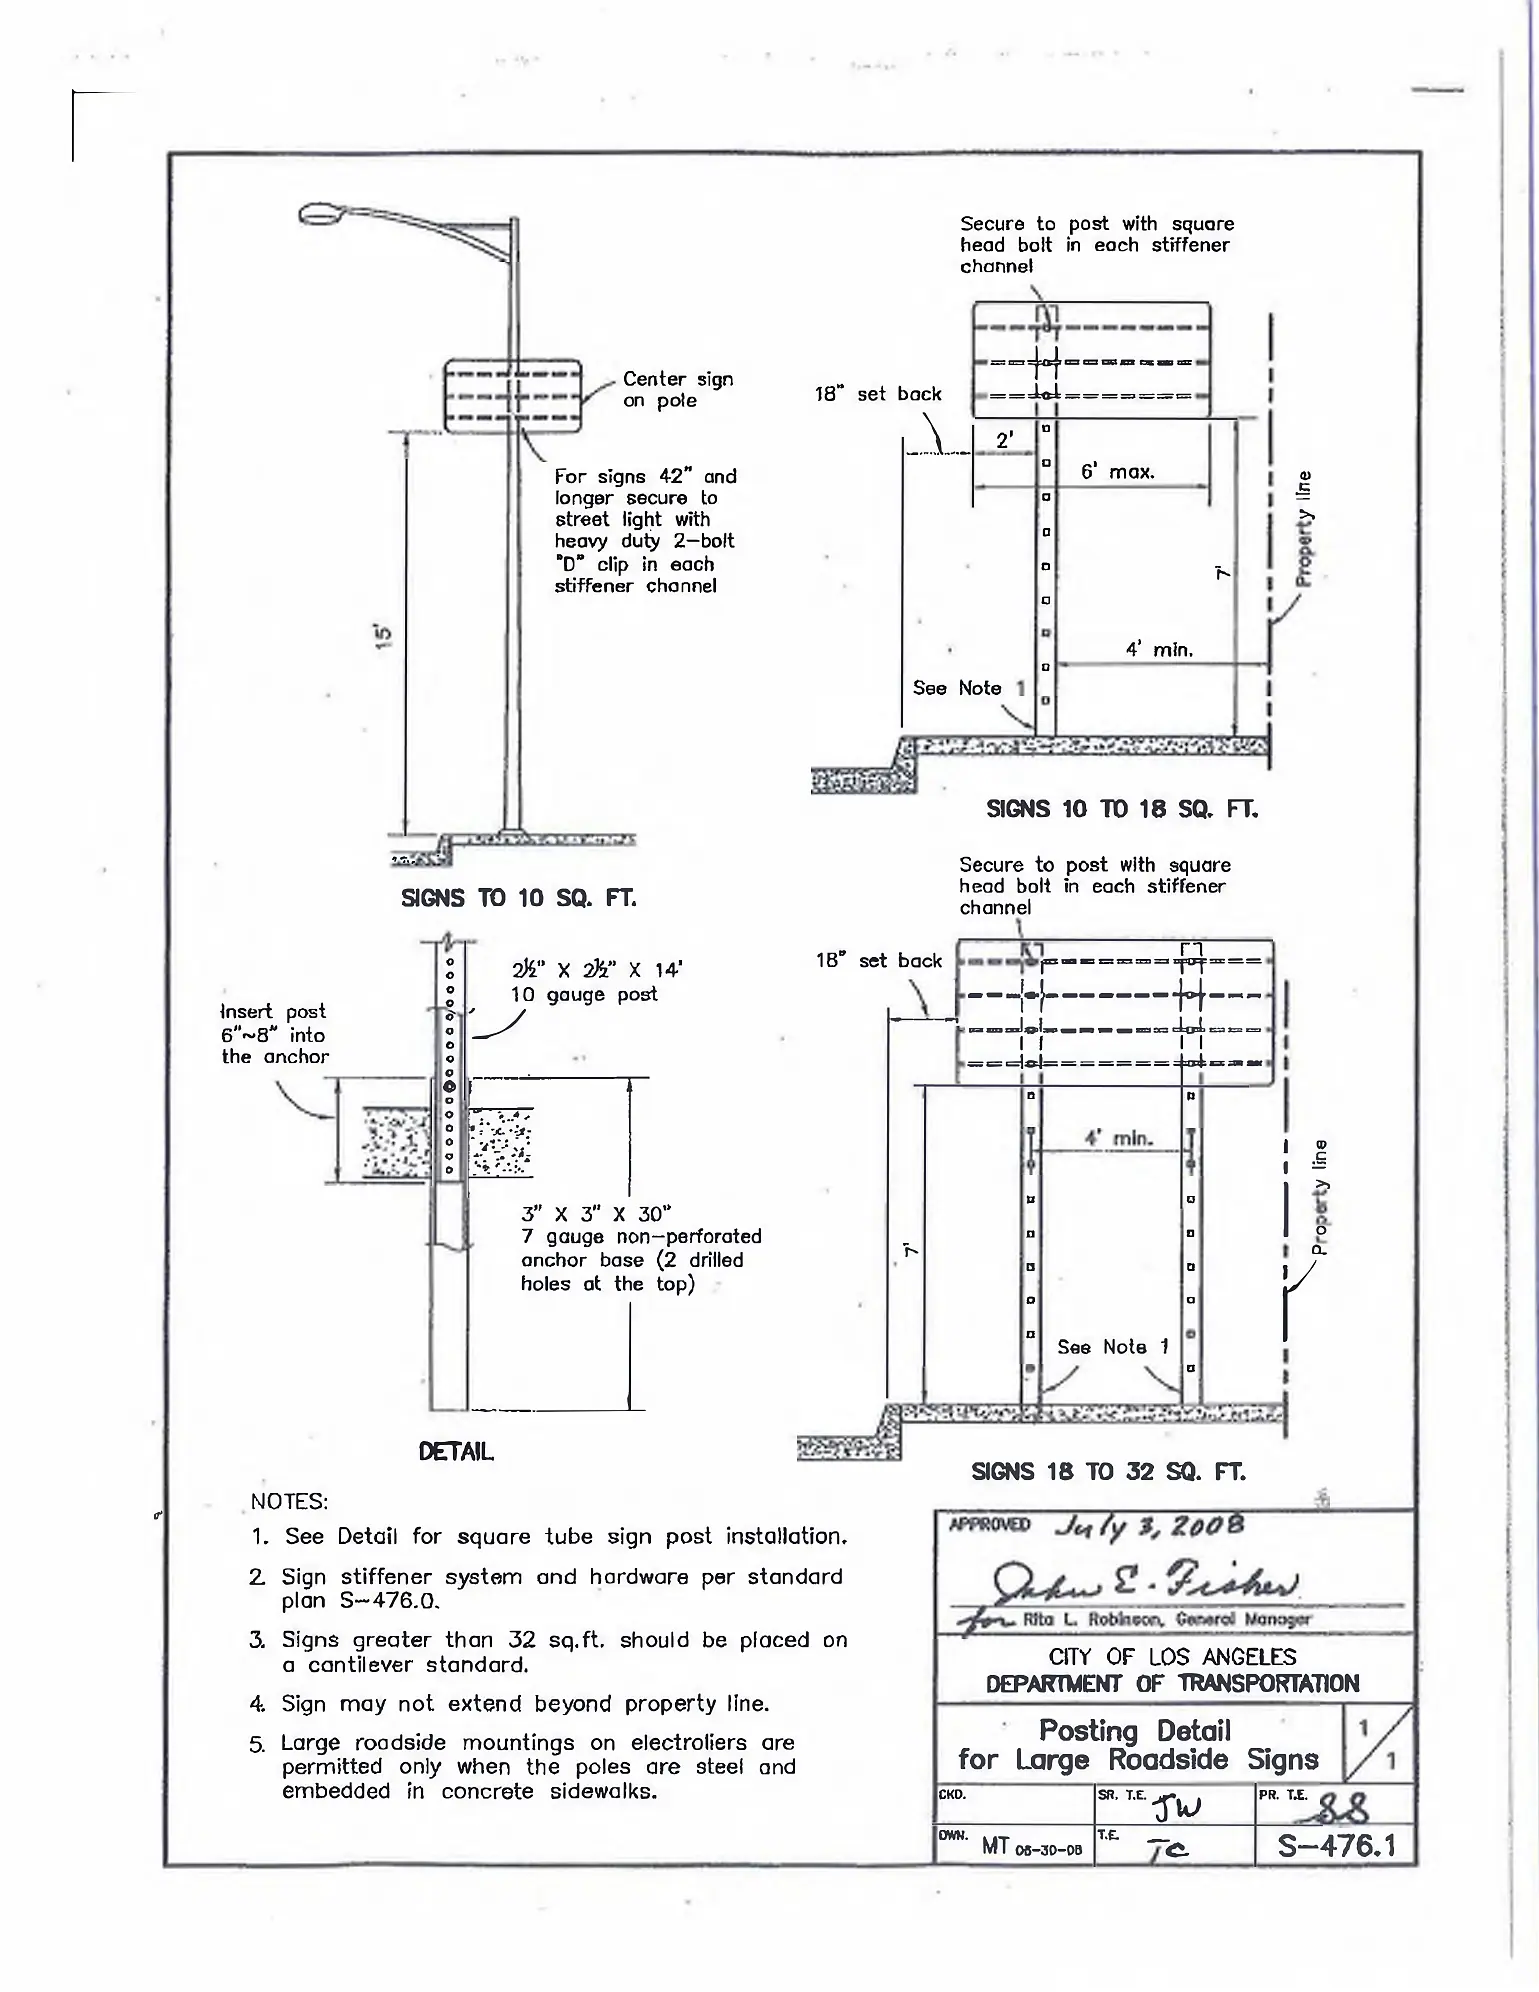 Center sign
on pole
For signs 42" and
longer secure to
street light with
heavy duty 2-bolt
"D" clip in each
stiffener channel
15'
SIGNS TO 10 SQ. FT.
Secure to post with square
head bolt in each stiffener
channel
18" set back
2'
6' max.
7'
Property line
4' min.
See Note 1
SIGNS 10 TO 18 SQ. FT.
2½" X 2½" X 14'
10 gauge post
Insert post
6"~8" into
the anchor
3" X 3" X 30"
7 gauge non-perforated
anchor base (2 drilled
holes at the top)
DETAIL
Secure to post with square
head bolt in each stiffener
channel
18" set back
4' min.
7'
Property line
See Note 1
SIGNS 18 TO 32 SQ. FT.
NOTES:
1. See Detail for square tube sign post installation.
2. Sign stiffener system and hardware per standard
plan S-476.0.
3. Signs greater than 32 sq.ft. should be placed on
a cantilever standard.
4. Sign may not extend beyond property line.
5. Large roadside mountings on electroliers are
permitted only when the poles are steel and
embedded in concrete sidewalks.
APPROVED July 3, 2008
John E. Fisher
for Rita L. Robinson, General Manager
CITY OF LOS ANGELES
DEPARTMENT OF TRANSPORTATION
Posting Detail
for Large Roadside Signs
1/1
CKD.
SR. T.E. JW
PR. T.E.
DWN. MT 06-30-08
T.E. TC
S-476.1